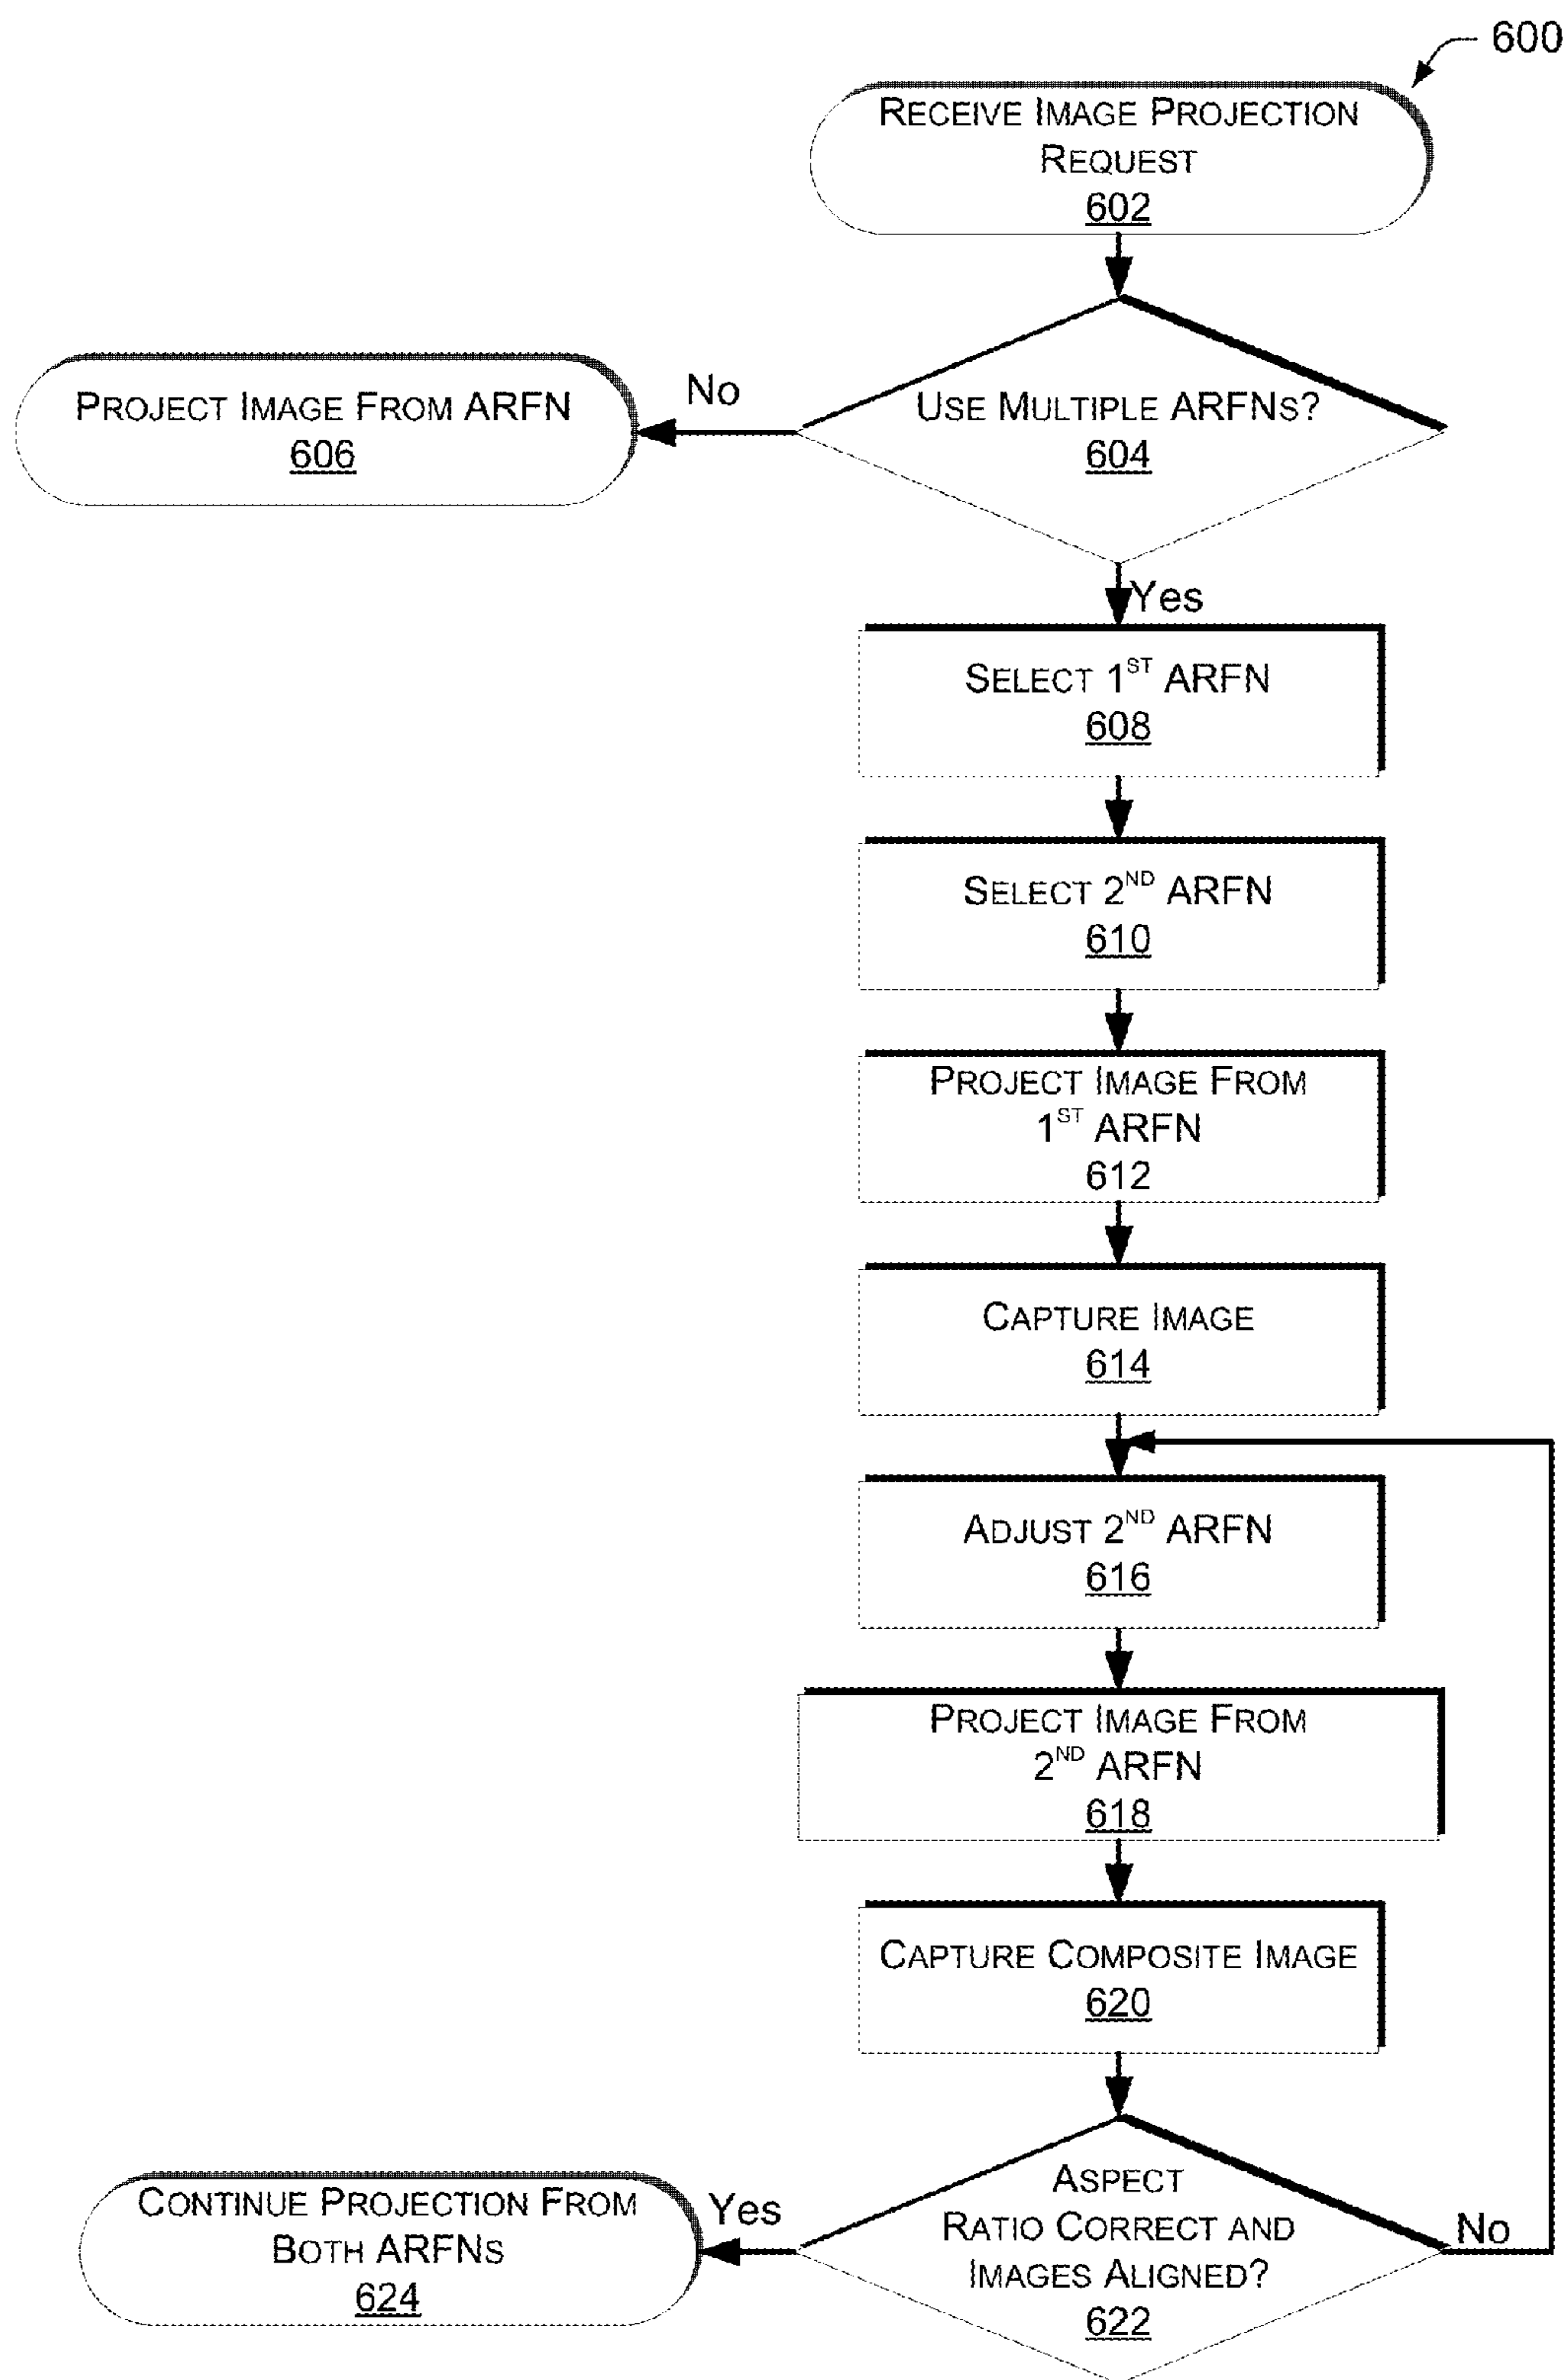 600
RECEIVE IMAGE PROJECTION
REQUEST
602
USE MULTIPLE ARFNS?
604
No
PROJECT IMAGE FROM ARFN
606
Yes
SELECT 1ST ARFN
608
SELECT 2ND ARFN
610
PROJECT IMAGE FROM
1ST ARFN
612
CAPTURE IMAGE
614
ADJUST 2ND ARFN
616
PROJECT IMAGE FROM
2ND ARFN
618
CAPTURE COMPOSITE IMAGE
620
ASPECT
RATIO CORRECT AND
IMAGES ALIGNED?
622
No
Yes
CONTINUE PROJECTION FROM
BOTH ARFNS
624